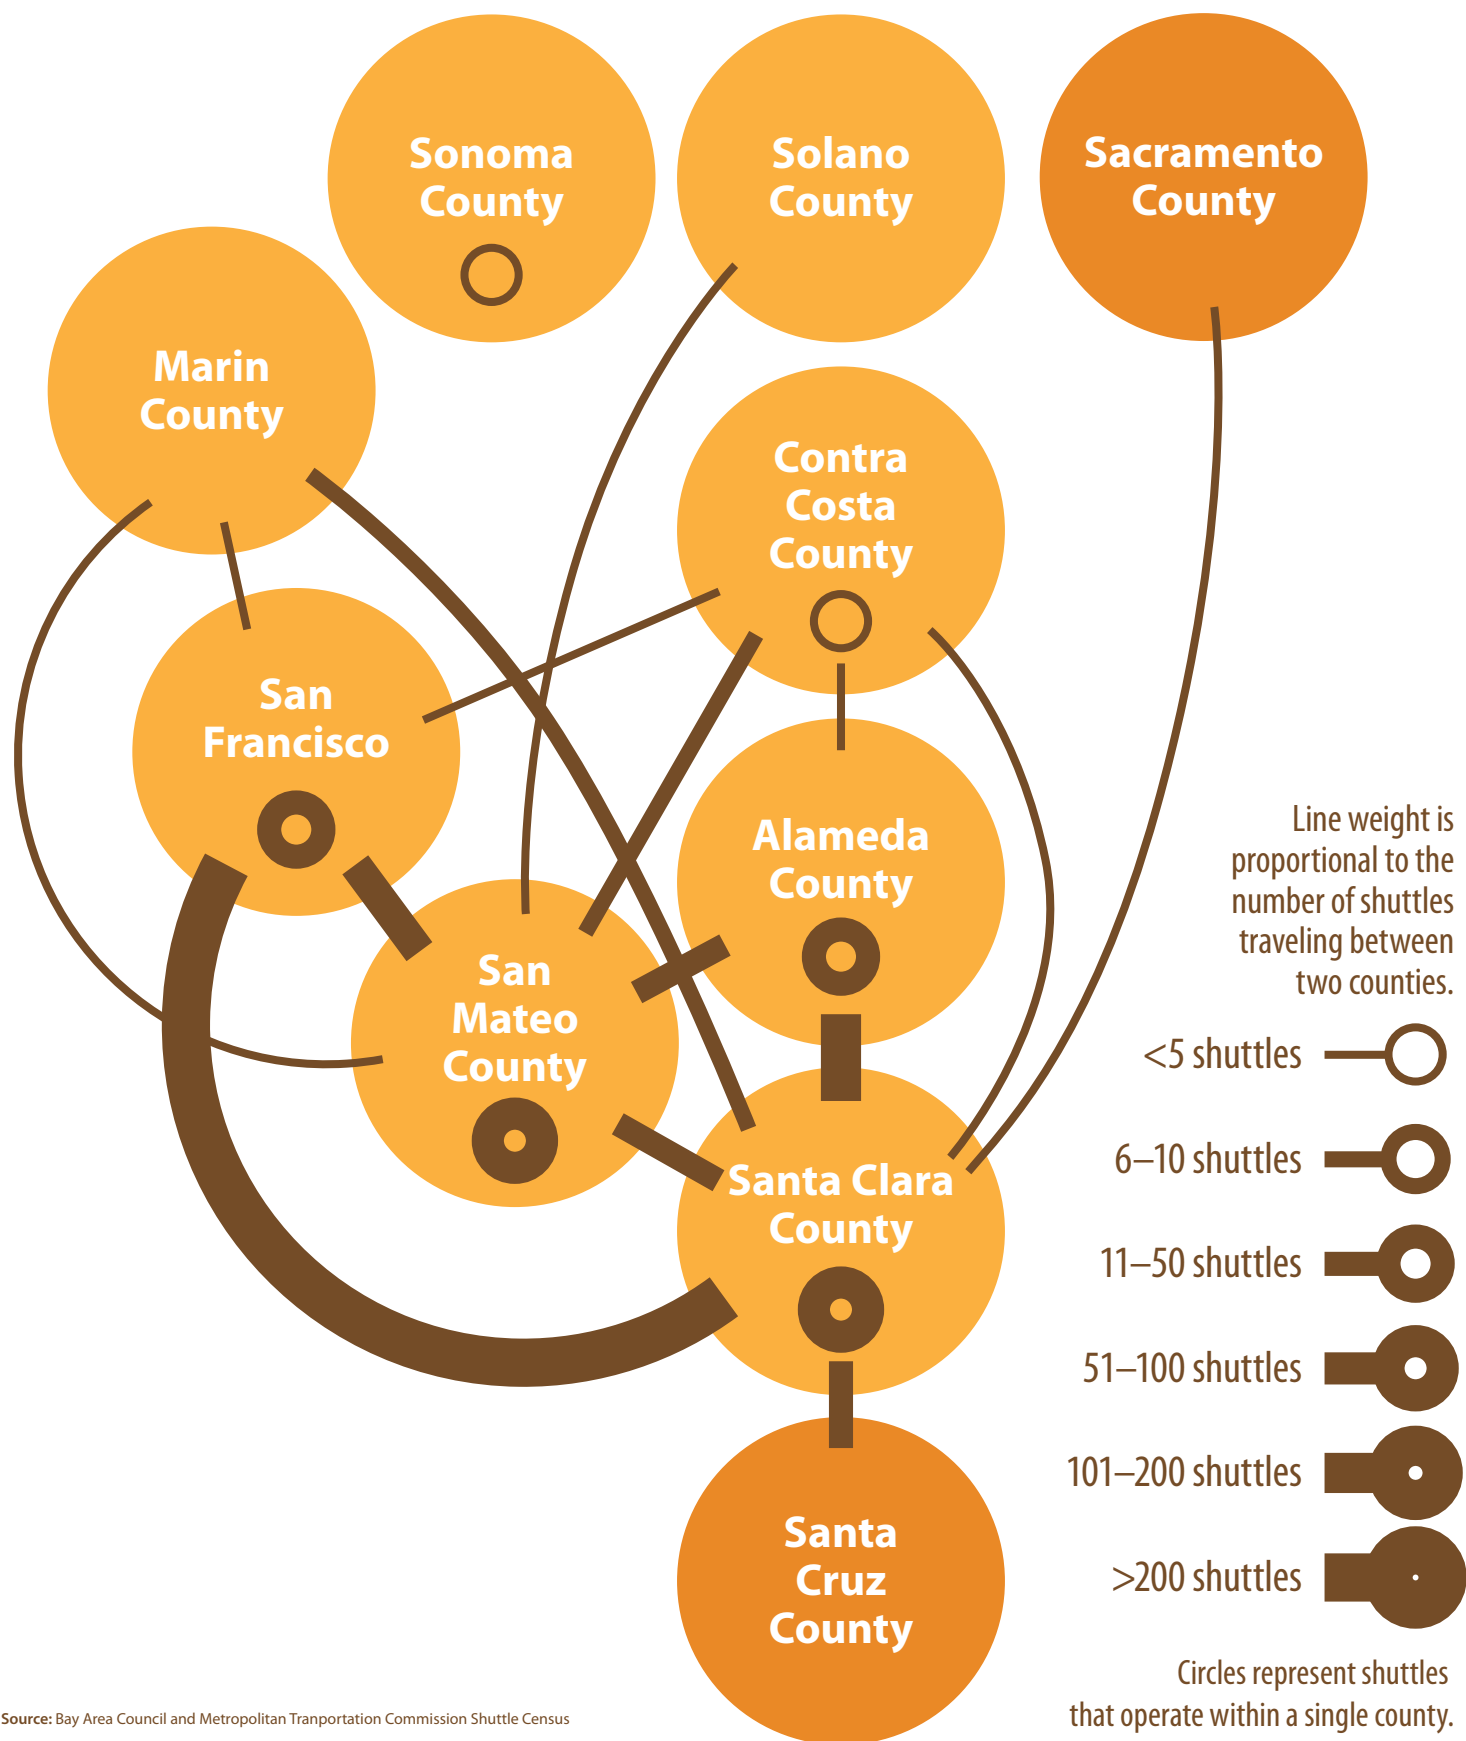 Sonoma
County
Solano
County
Sacramento
County
Marin
County
Contra
Costa
County
San
Francisco
Alameda
County
San
Mateo
County
Santa Clara
County
Santa
Cruz
County
Line weight is
proportional to the
number of shuttles
traveling between
two counties.
<5 shuttles
6–10 shuttles
11–50 shuttles
51–100 shuttles
101–200 shuttles
>200 shuttles
Circles represent shuttles
that operate within a single county.
Source: Bay Area Council and Metropolitan Tranportation Commission Shuttle Census